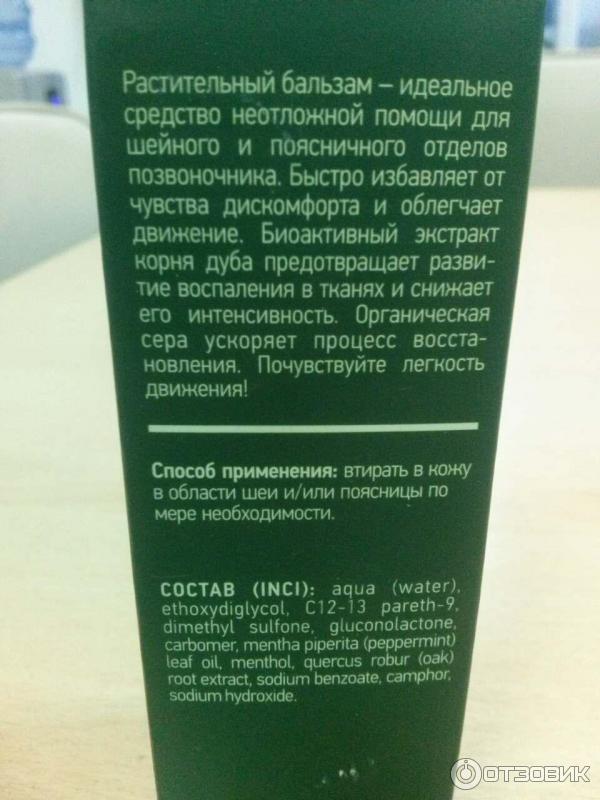 Растительный бальзам – идеальное
средство неотложной помощи для
шейного и поясничного отделов
позвоночника. Быстро избавляет от
чувства дискомфорта и облегчает
движение. Биоактивный экстракт
корня дуба предотвращает разви-
тие воспаления в тканях и снижает
его интенсивность. Органическая
сера ускоряет процесс восста-
новления. Почувствуйте легкость
движения!
Способ применения: втирать в кожу
в области шеи и/или поясницы по
мере необходимости.
СОСТАВ (INCI): aqua (water),
ethoxydiglycol, C12-13 pareth-9,
dimethyl sulfone, gluconolactone,
carbomer, mentha piperita (peppermint)
leaf oil, menthol, quercus robur (oak)
root extract, sodium benzoate, camphor,
sodium hydroxide.
ОТЗОВИК